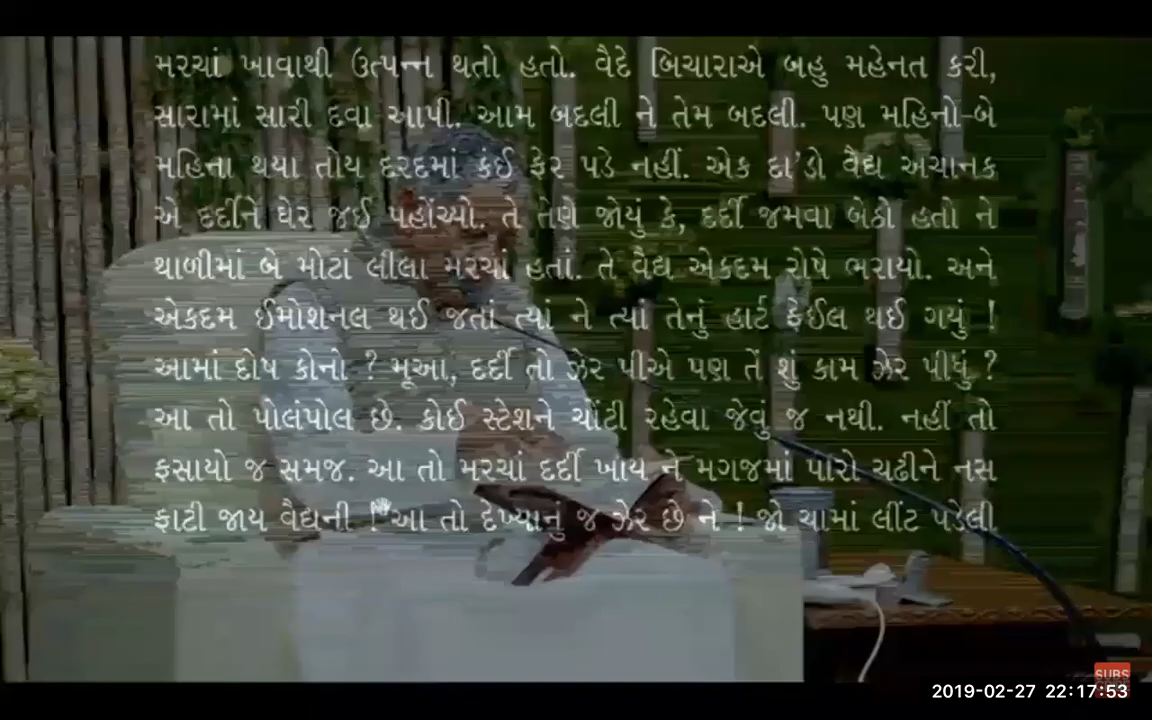 મરચાં ખાવાથી ઉત્પન્ન થતો હતો. વૈદે બિચારાએ બહુ મહેનત કરી,
સારામાં સારી દવા આપી. આમ બદલી ને તેમ બદલી. પણ મહિનો-બે
મહિના થયા તોય દરદમાં કંઈ ફેર પડે નહીં. એક દા'ડો વૈદ્ય અચાનક
એ દર્દીને ઘેર જઈ પહોંચ્યો. તે તેણે જોયું કે, દર્દી જમવા બેઠો હતો ને
થાળીમાં બે મોટાં લીલા મરચાં હતાં. તે વૈદ્ય એકદમ રોષે ભરાયો. અને
એકદમ ઈમોશનલ થઈ જતાં ત્યાં ને ત્યાં તેનું હાર્ટ ફેઈલ થઈ ગયું !
આમાં દોષ કોનો ? મૂઆ, દર્દી તો ઝેર પીએ પણ તેં શું કામ ઝેર પીધું ?
આ તો પોલંપોલ છે. કોઈ સ્ટેશને ચોંટી રહેવા જેવું જ નથી. નહીં તો
ફસાયો જ સમજ. આ તો મરચાં દર્દી ખાય ને મગજમાં પારો ચઢીને નસ
ફાટી જાય વૈદ્યની ! આ તો દેખ્યાનું જ ઝેર છે ને ! જો ચામાં લીંટ પડેલી
SUBS
2019-02-27 22:17:53